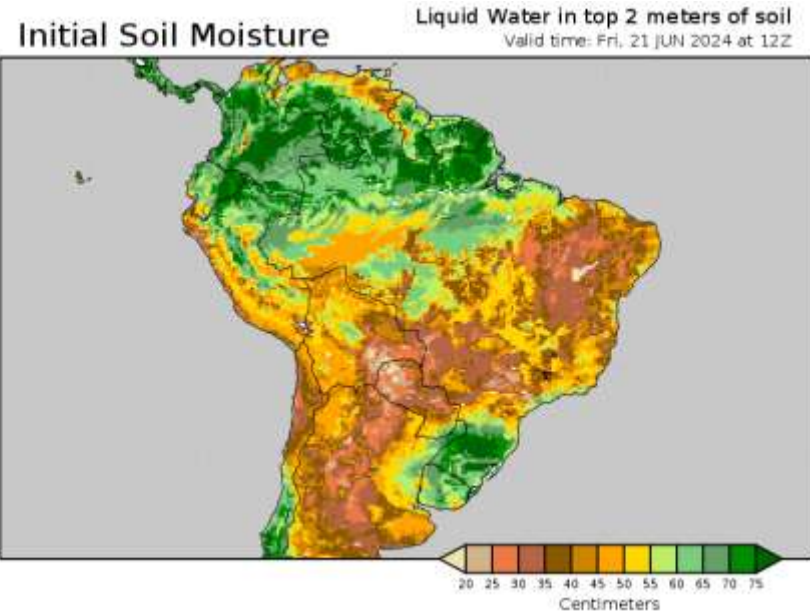 Initial Soil Moisture
Liquid Water in top 2 meters of soil
Valid time: Fri, 21 JUN 2024 at 12Z
20 25 30 35 40 45 50 55 60 65 70 75
Centimeters